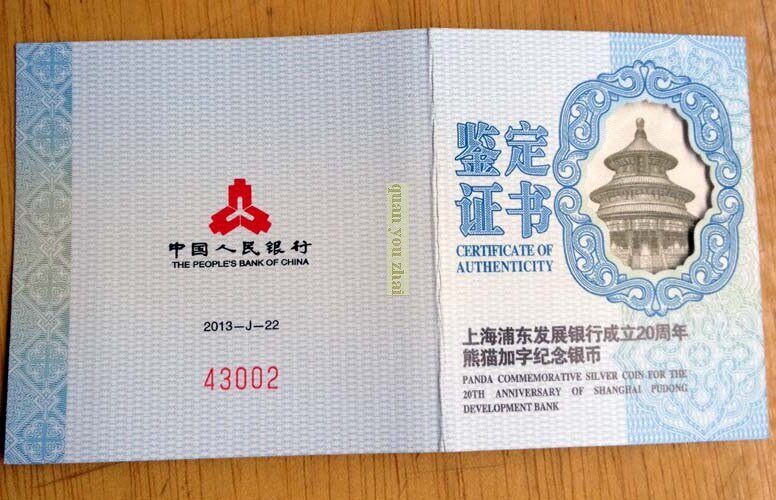 中国人民银行
THE PEOPLE'S BANK OF CHINA
2013-J-22
43002
quan you zhai
鉴定
证书
CERTIFICATE OF
AUTHENTICITY
上海浦东发展银行成立20周年
熊猫加字纪念银币
PANDA COMMEMORATIVE SILVER COIN FOR THE
20TH ANNIVERSARY OF SHANGHAI PUDONG
DEVELOPMENT BANK